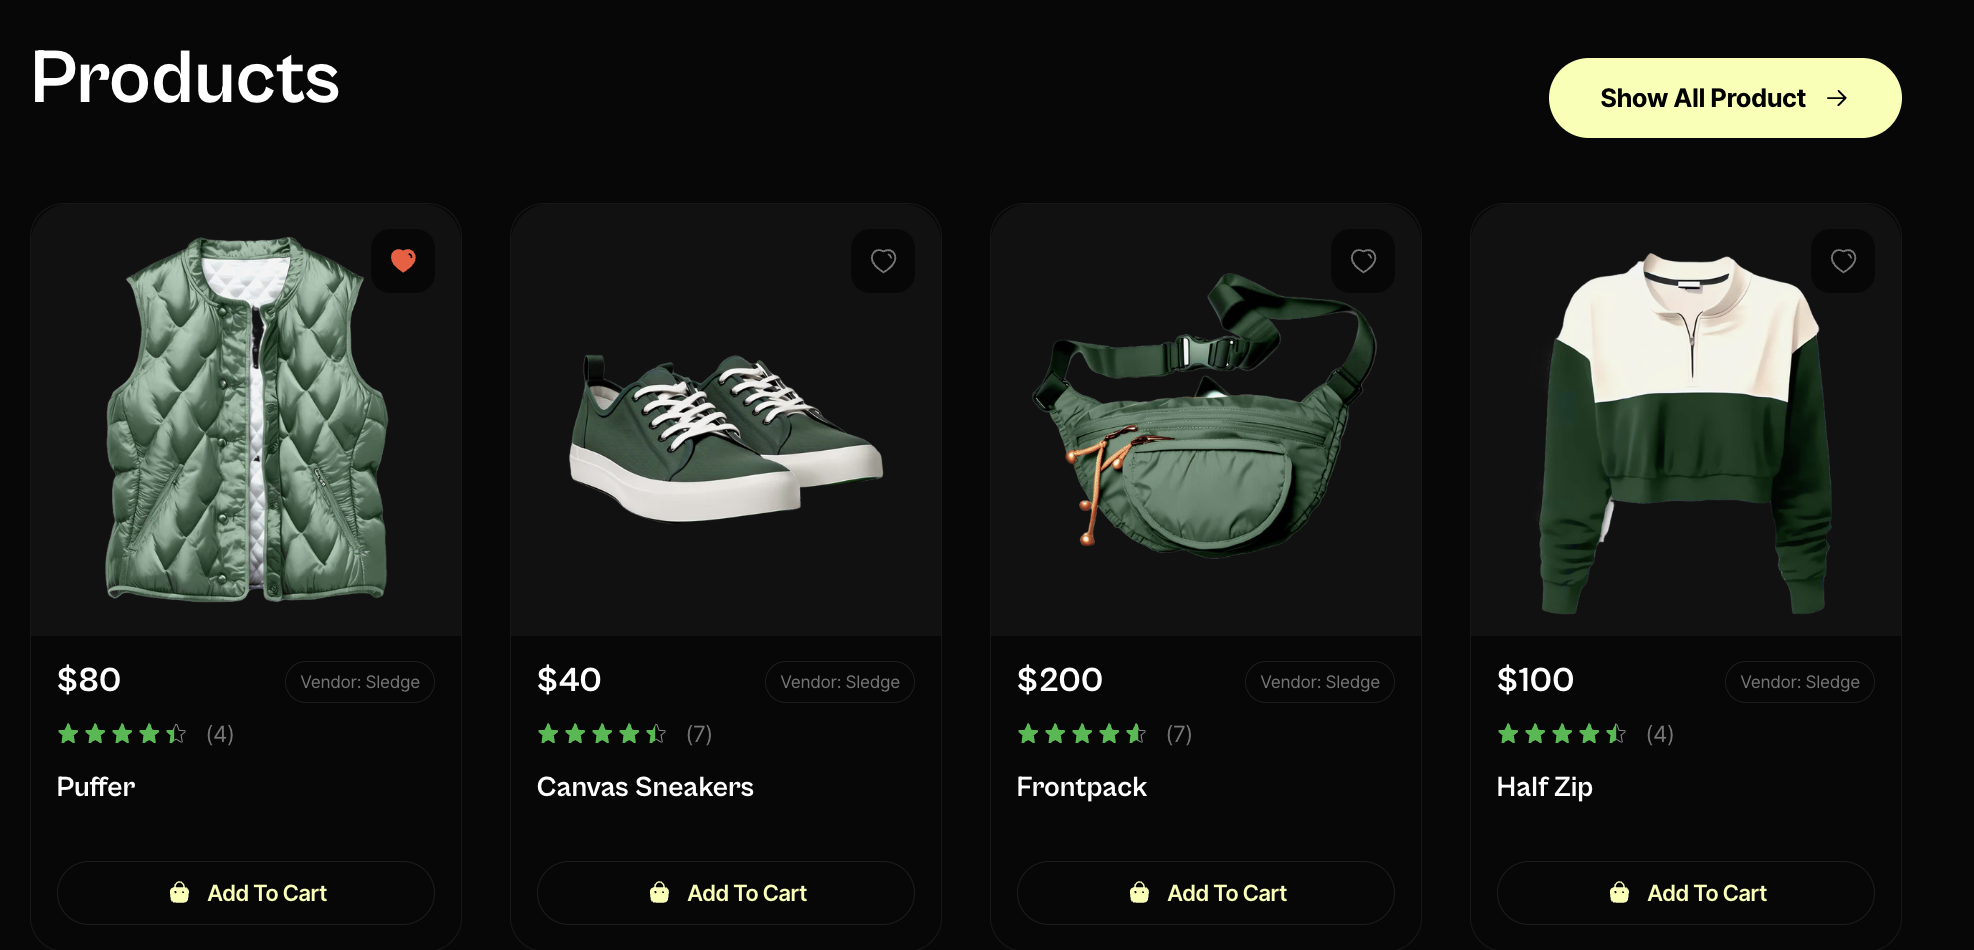 Products
Show All Product
$80
Vendor: Sledge
(4)
Puffer
Add To Cart
$40
Vendor: Sledge
(7)
Canvas Sneakers
Add To Cart
$200
Vendor: Sledge
(7)
Frontpack
Add To Cart
$100
Vendor: Sledge
(4)
Half Zip
Add To Cart